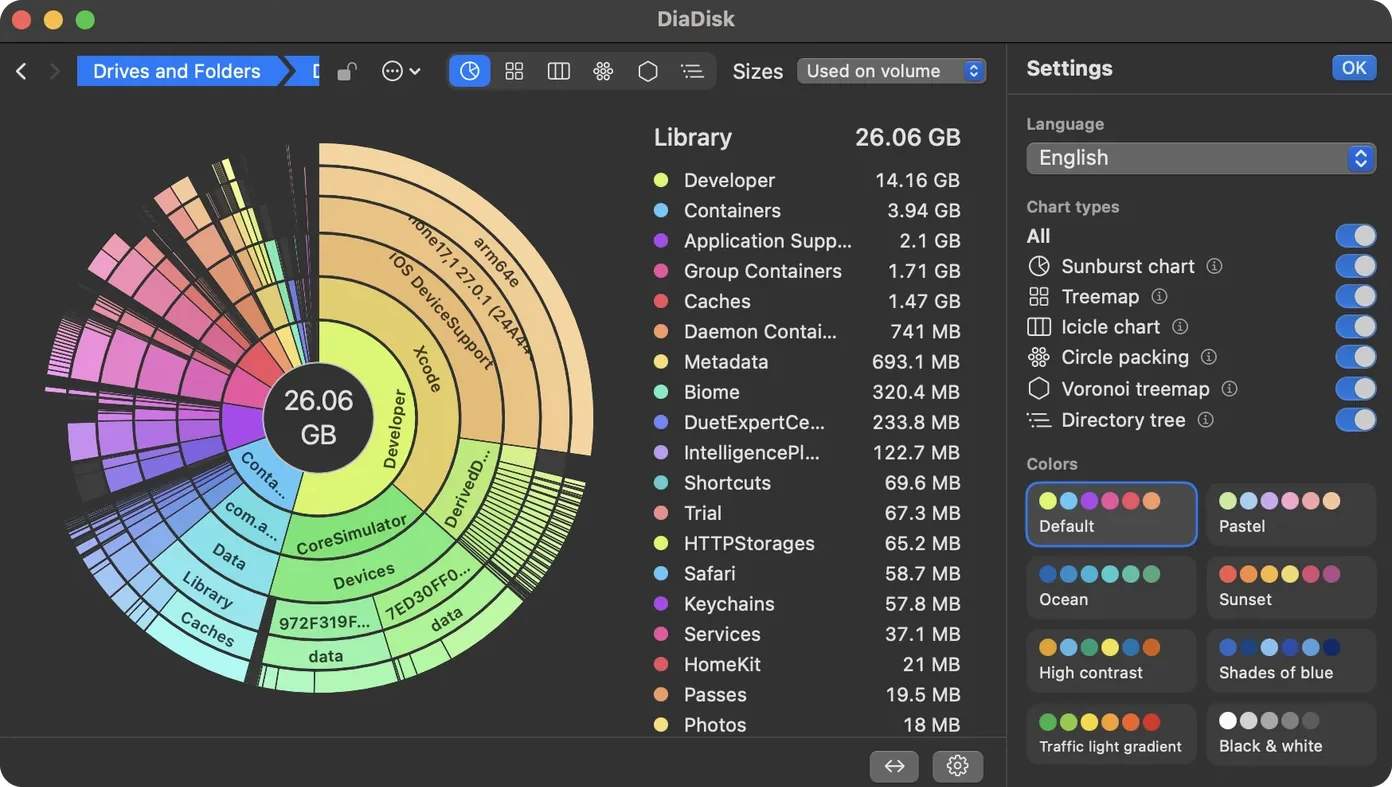 DiaDisk
Drives and Folders
Sizes
Used on volume
Settings
OK
Library 26.06 GB
Developer 14.16 GB
Containers 3.94 GB
Application Supp... 2.1 GB
Group Containers 1.71 GB
Caches 1.47 GB
Daemon Contai... 741 MB
Metadata 693.1 MB
Biome 320.4 MB
DuetExpertCe... 233.8 MB
IntelligencePl... 122.7 MB
Shortcuts 69.6 MB
Trial 67.3 MB
HTTPStorages 65.2 MB
Safari 58.7 MB
Keychains 57.8 MB
Services 37.1 MB
HomeKit 21 MB
Passes 19.5 MB
Photos 18 MB
26.06
GB
Developer
Xcode
iOS DeviceSupport
27.0.1
arm64e
DerivedD...
CoreSimulator
Devices
7ED30FF0...
data
972F319F...
data
Conta...
com.a...
Data
Library
Caches
Language
English
Chart types
All
Sunburst chart
Treemap
Icicle chart
Circle packing
Voronoi treemap
Directory tree
Colors
Default
Pastel
Ocean
Sunset
High contrast
Shades of blue
Traffic light gradient
Black & white